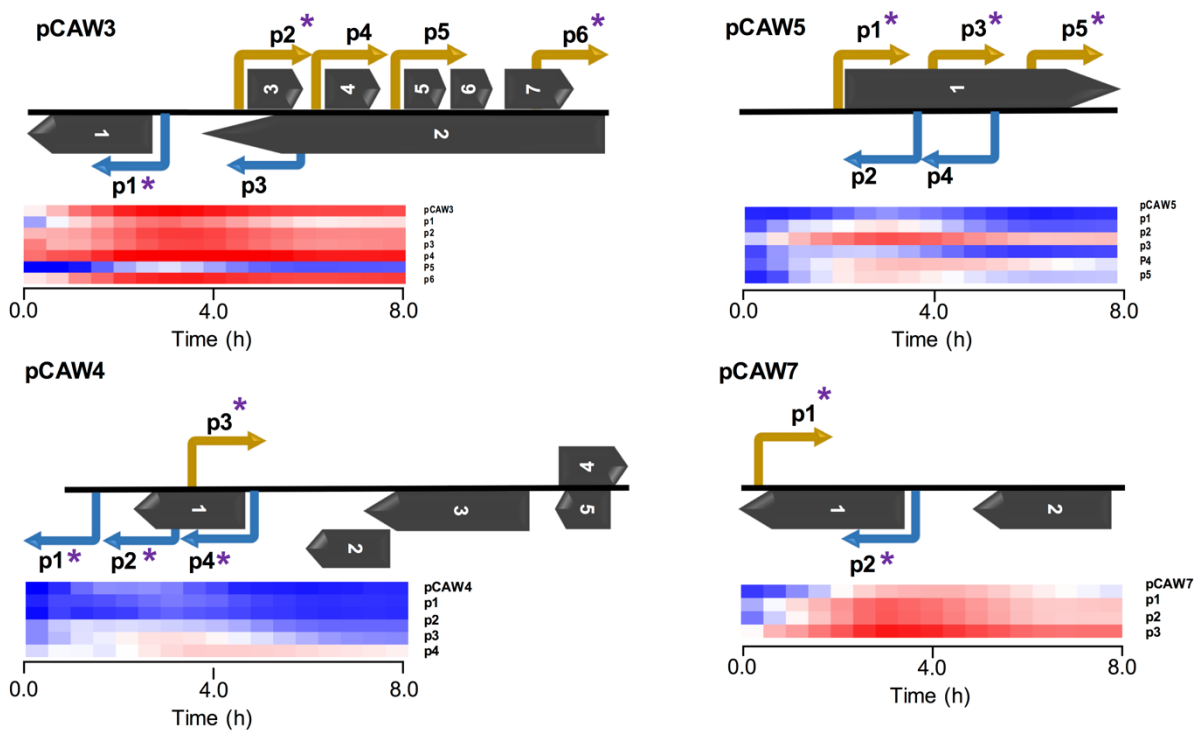 pCAW3
p2*
p4
p5
p6*
3
4
5
6
7
1
2
p1*
p3
pCAW3
p1
p2
p3
p4
P5
p6
0.0
4.0
8.0
Time (h)
pCAW5
p1*
p3*
p5*
1
p2
p4
pCAW5
p1
p2
p3
P4
p5
0.0
4.0
8.0
Time (h)
pCAW4
p3*
4
1
3
5
2
p1*
p2*
p4*
pCAW4
p1
p2
p3
p4
0.0
4.0
8.0
Time (h)
pCAW7
p1*
1
2
p2*
pCAW7
p1
p2
p3
0.0
4.0
8.0
Time (h)